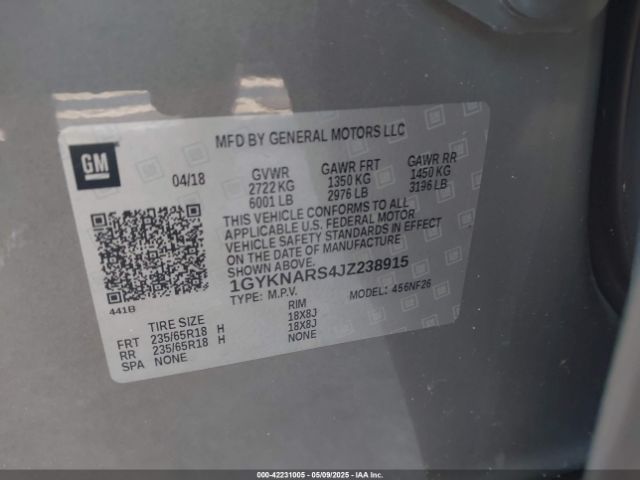 MFD BY GENERAL MOTORS LLC
GM
04/18
GVWR GAWR FRT GAWR RR
2722 KG 1350 KG 1450 KG
6001 LB 2976 LB 3196 LB
THIS VEHICLE CONFORMS TO ALL
APPLICABLE U.S. FEDERAL MOTOR
VEHICLE SAFETY STANDARDS IN EFFECT
ON THE DATE OF MANUFACTURE
SHOWN ABOVE.
1GYKNARS4JZ238915
TYPE: M.P.V. MODEL: 456NF26
441B
TIRE SIZE RIM
FRT 235/65R18 H 18X8J
RR 235/65R18 H 18X8J
SPA NONE NONE
000-42231005 05/09/2025 IAA Inc.